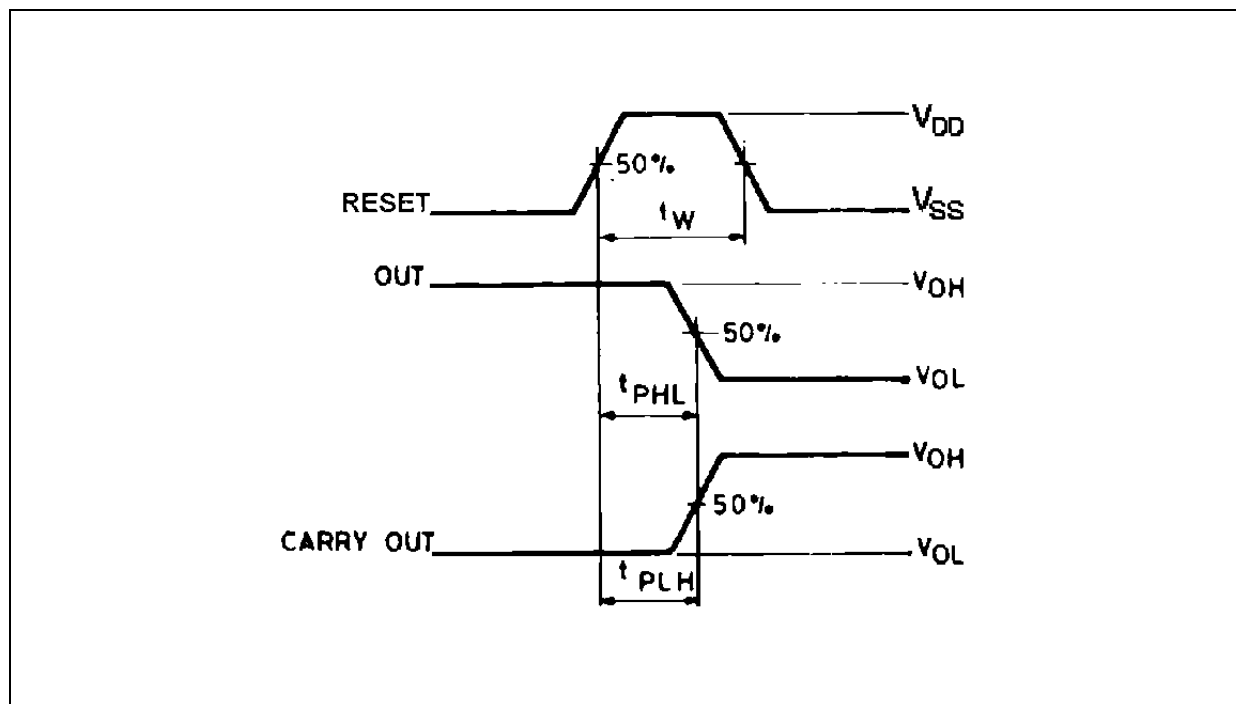 VDD
50%
RESET VSS
tW
OUT VOH
50%
VOL
tPHL
VOH
50%
CARRY OUT VOL
tPLH